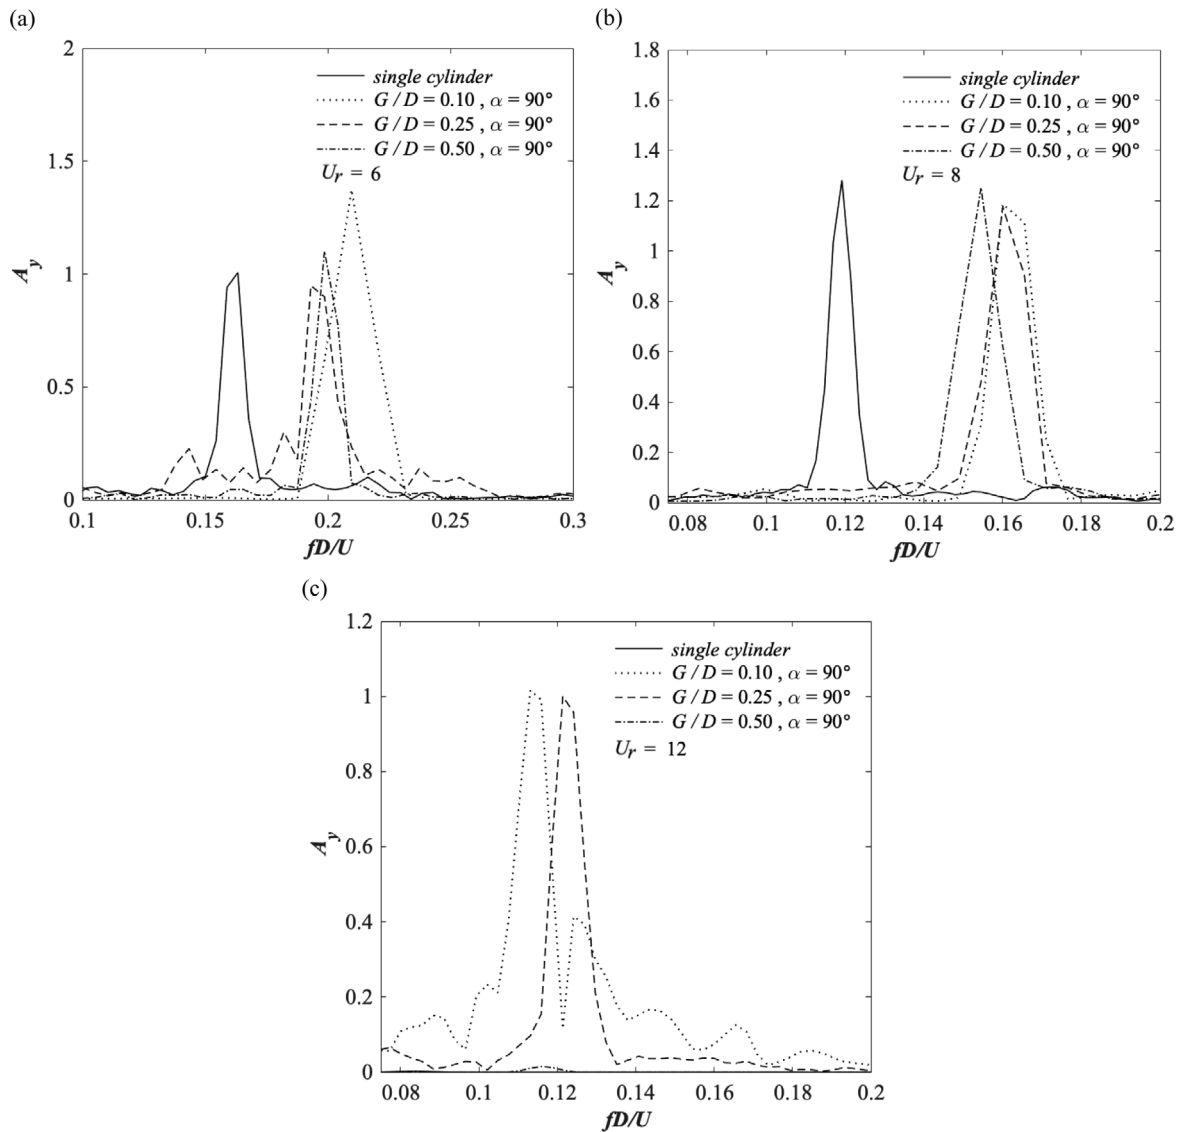 (a)
2
1.5
1
0.5
0
A_y
single cylinder
G / D = 0.10 , α = 90°
G / D = 0.25 , α = 90°
G / D = 0.50 , α = 90°
U_r = 6
0.1 0.15 0.2 0.25 0.3
fD/U
(b)
1.8
1.6
1.4
1.2
1
0.8
0.6
0.4
0.2
0
A_y
single cylinder
G / D = 0.10 , α = 90°
G / D = 0.25 , α = 90°
G / D = 0.50 , α = 90°
U_r = 8
0.08 0.1 0.12 0.14 0.16 0.18 0.2
fD/U
(c)
1.2
1
0.8
0.6
0.4
0.2
0
A_y
single cylinder
G / D = 0.10 , α = 90°
G / D = 0.25 , α = 90°
G / D = 0.50 , α = 90°
U_r = 12
0.08 0.1 0.12 0.14 0.16 0.18 0.2
fD/U